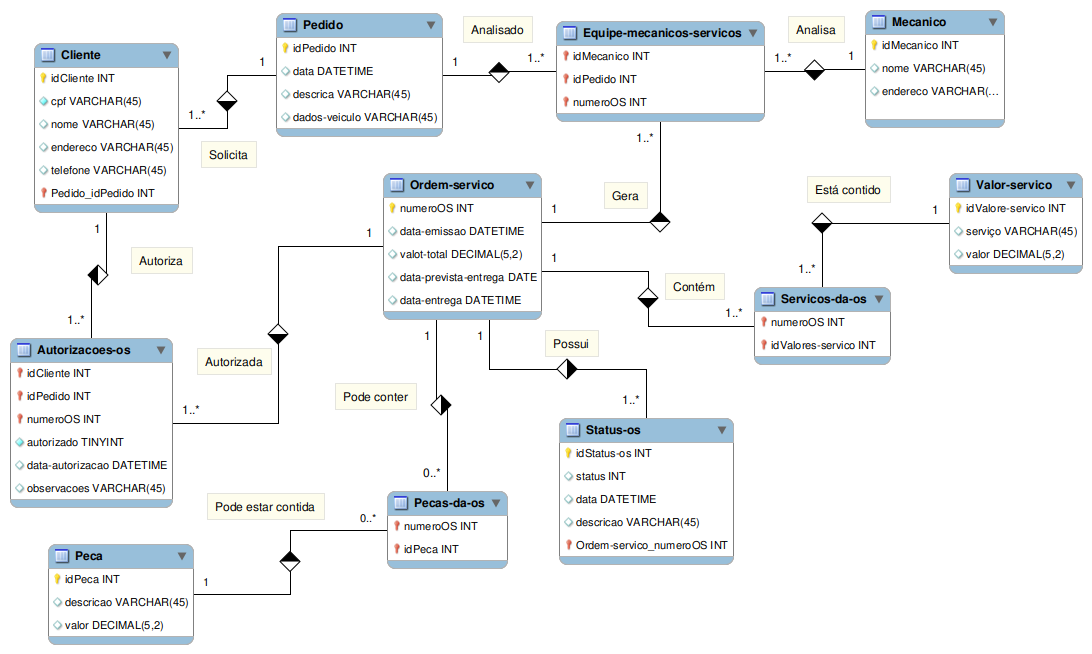 Cliente
idCliente INT
cpf VARCHAR(45)
nome VARCHAR(45)
endereco VARCHAR(45)
telefone VARCHAR(45)
Pedido_idPedido INT
1
1..*
Solicita
Pedido
idPedido INT
data DATETIME
descrica VARCHAR(45)
dados-veiculo VARCHAR(45)
Analisado
1
1..*
Equipe-mecanicos-servicos
idMecanico INT
idPedido INT
numeroOS INT
Analisa
1..*
1
Mecanico
idMecanico INT
nome VARCHAR(45)
endereco VARCHAR(...
1..*
Gera
1
Ordem-servico
numeroOS INT
data-emissao DATETIME
valot-total DECIMAL(5,2)
data-prevista-entrega DATE
data-entrega DATETIME
Está contido
1
1..*
Valor-servico
idValore-servico INT
serviço VARCHAR(45)
valor DECIMAL(5,2)
1
Contém
1..*
Servicos-da-os
numeroOS INT
idValores-servico INT
1
Autoriza
1..*
Autorizacoes-os
idCliente INT
idPedido INT
numeroOS INT
autorizado TINYINT
data-autorizacao DATETIME
observacoes VARCHAR(45)
1
Autorizada
1..*
1
Pode conter
0..*
1
Possui
1..*
Status-os
idStatus-os INT
status INT
data DATETIME
descricao VARCHAR(45)
Ordem-servico_numeroOS INT
Pecas-da-os
numeroOS INT
idPeca INT
Pode estar contida
0..*
1
Peca
idPeca INT
descricao VARCHAR(45)
valor DECIMAL(5,2)